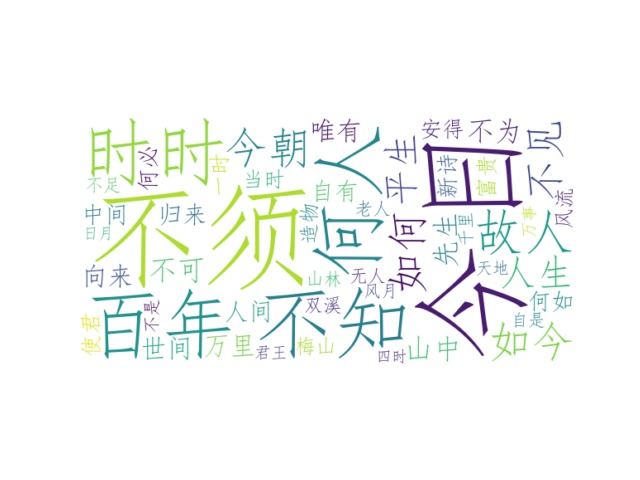 时时
何必
一时
今朝
唯有
何人
平生
安得
不为
新诗
富贵
今日
不见
风流
不足
当时
自有
造物
老人
如何
先生
千里
故人
万事
中间
归来
日月
不须
向来
不可
山林
无人
风月
天地
人生
使君
百年
不是
人间
双溪
不知
何如
自是
世间
万里
君王
梅山
四时
山中
如今